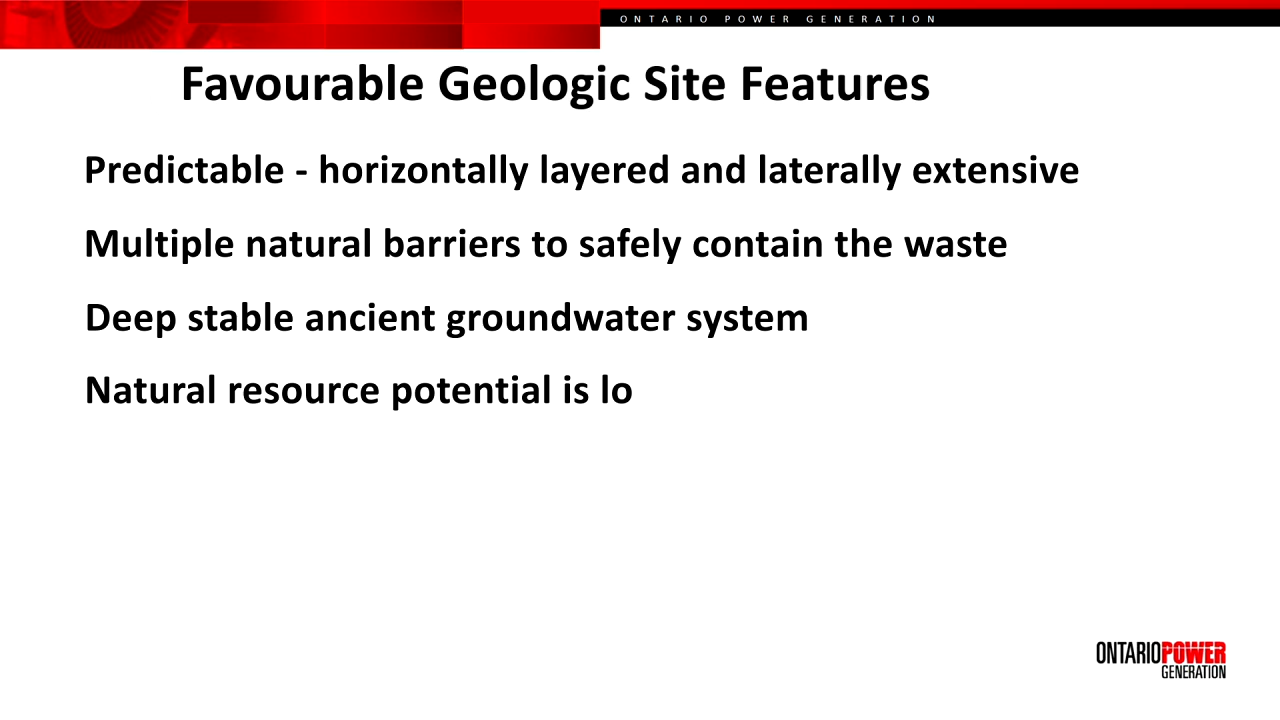 ONTARIO POWER GENERATION
Favourable Geologic Site Features
Predictable - horizontally layered and laterally extensive
Multiple natural barriers to safely contain the waste
Deep stable ancient groundwater system
Natural resource potential is lo
ONTARIOPOWER
GENERATION